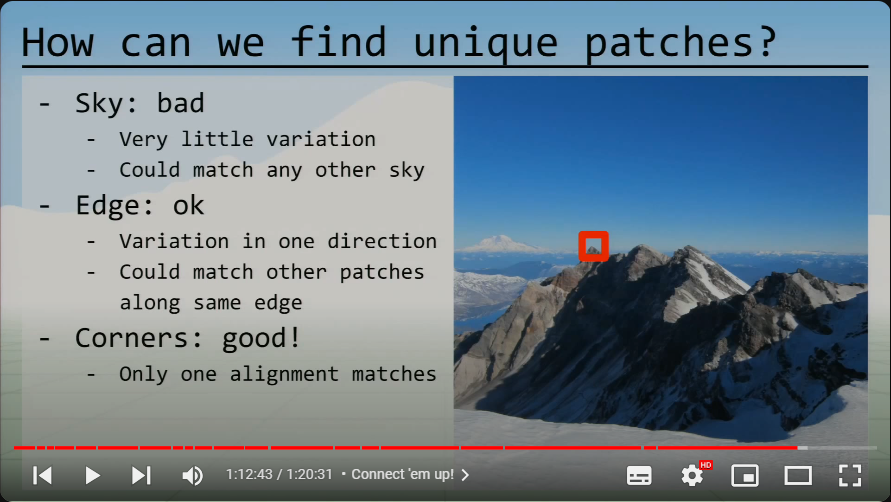 How can we find unique patches?
- Sky: bad
- Very little variation
- Could match any other sky
- Edge: ok
- Variation in one direction
- Could match other patches
along same edge
- Corners: good!
- Only one alignment matches
1:12:43 / 1:20:31 • Connect 'em up!
HD